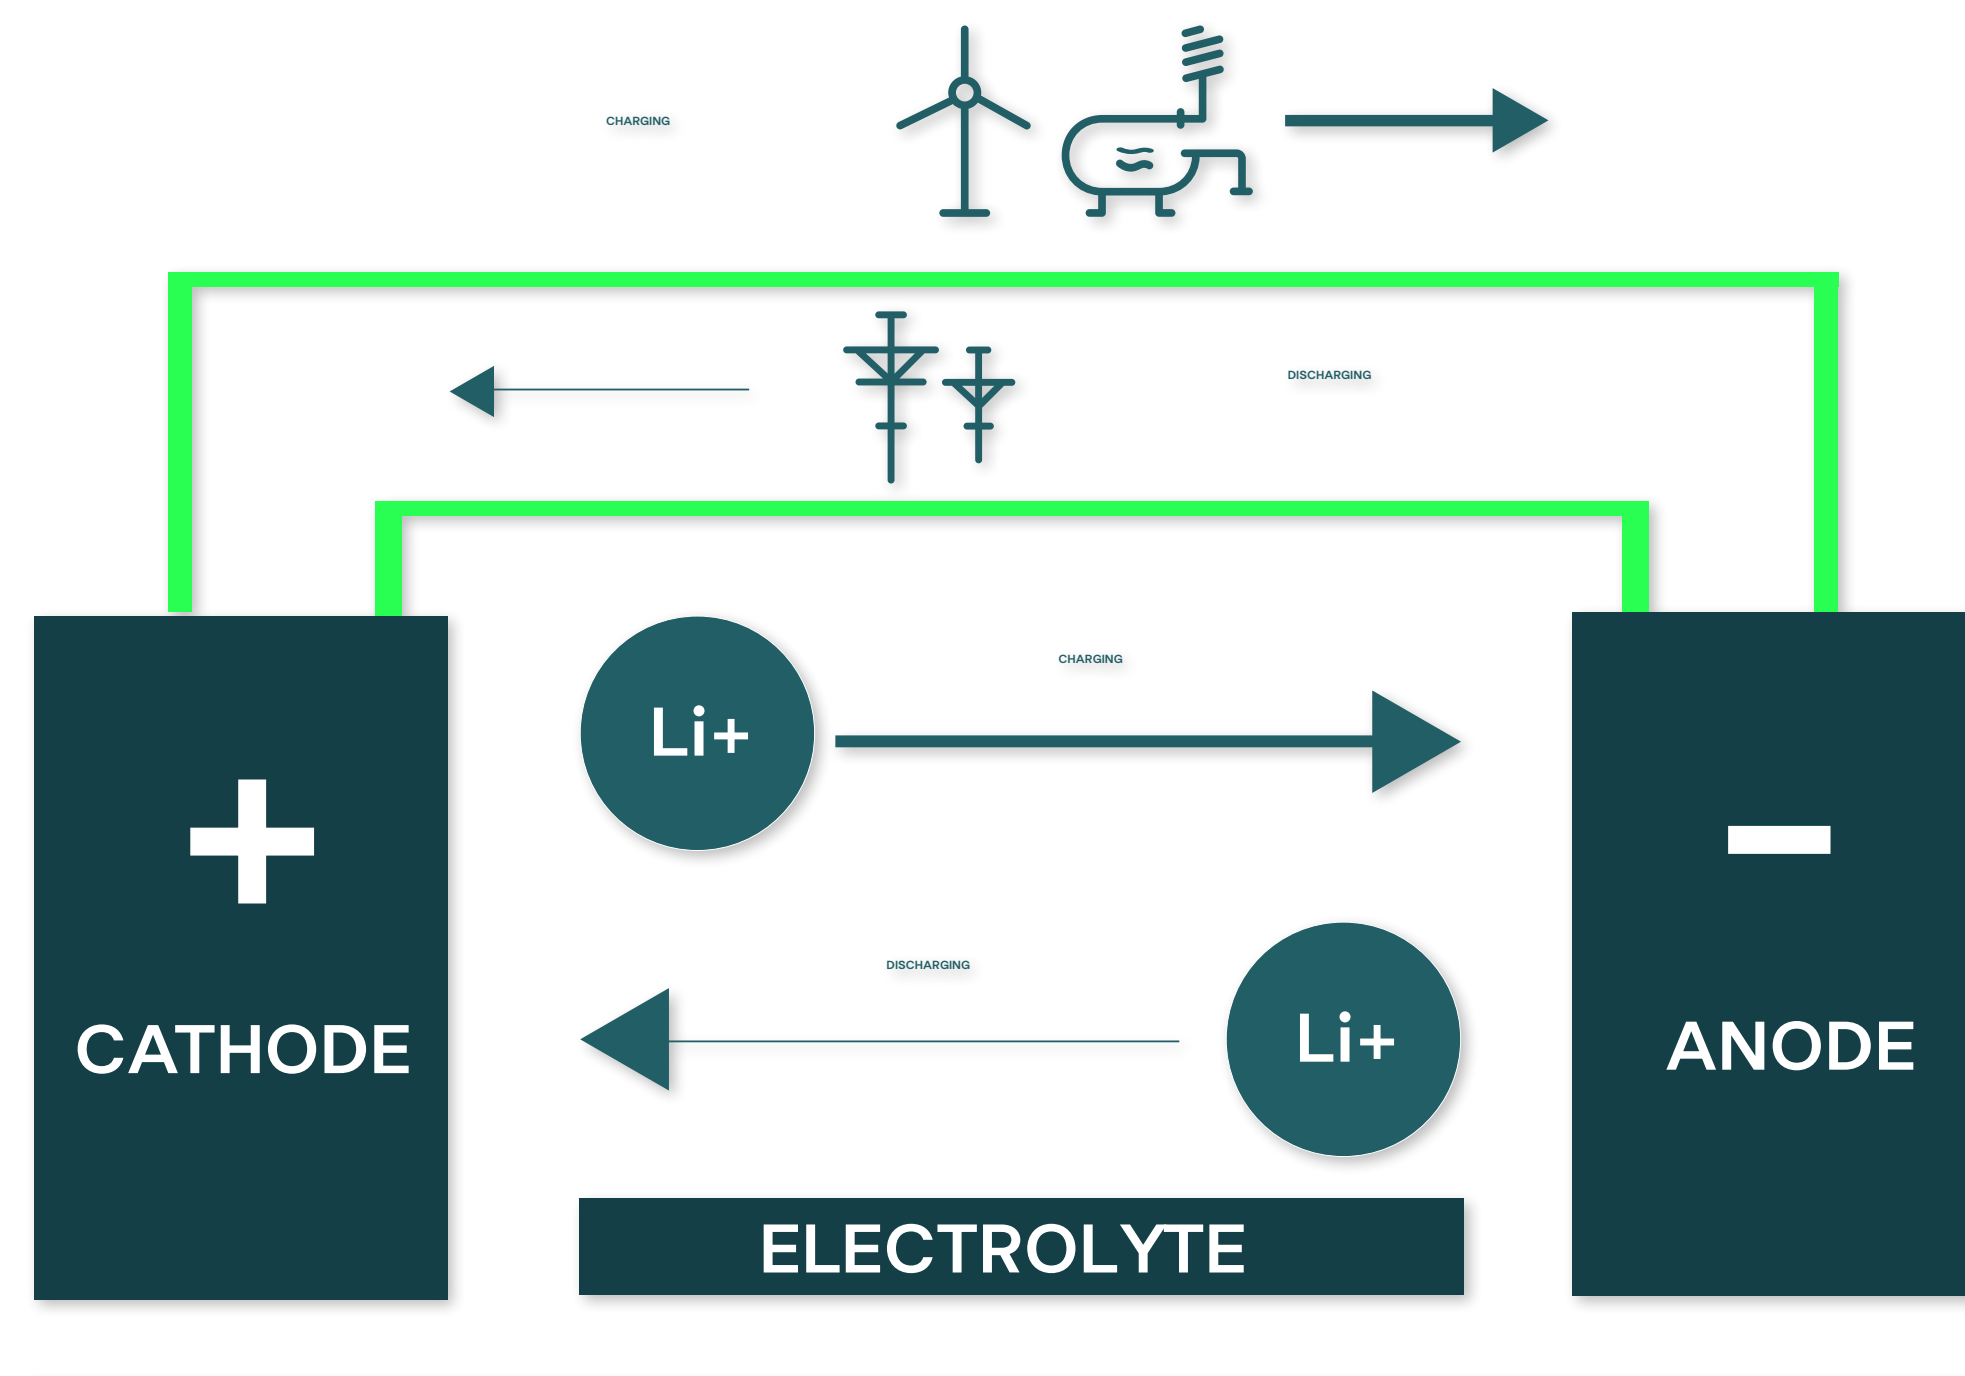 CHARGING
DISCHARGING
Li+
CHARGING
+
−
DISCHARGING
Li+
CATHODE
ANODE
ELECTROLYTE